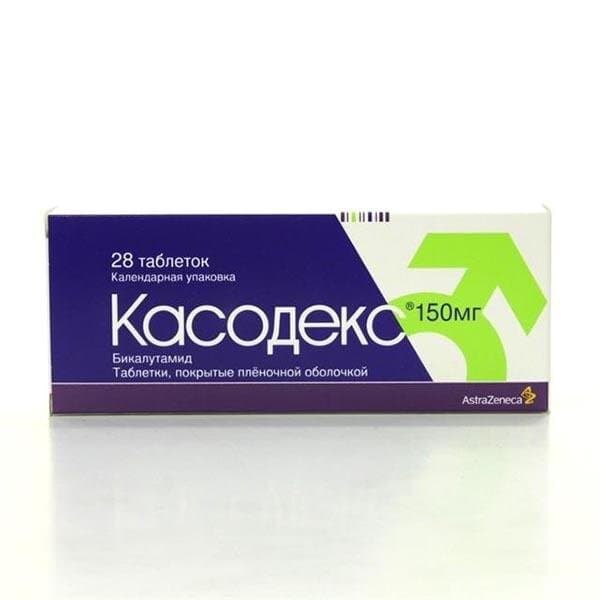 28 таблеток
Календарная упаковка
Касодекс® 150мг
Бикалутамид
Таблетки, покрытые плёночной оболочкой
AstraZeneca